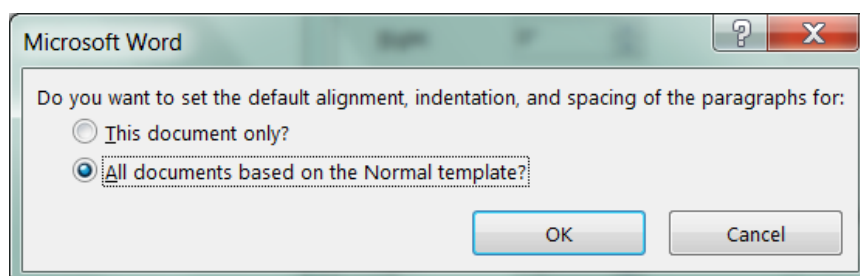 Microsoft Word
Do you want to set the default alignment, indentation, and spacing of the paragraphs for:
This document only?
All documents based on the Normal template?
OK
Cancel